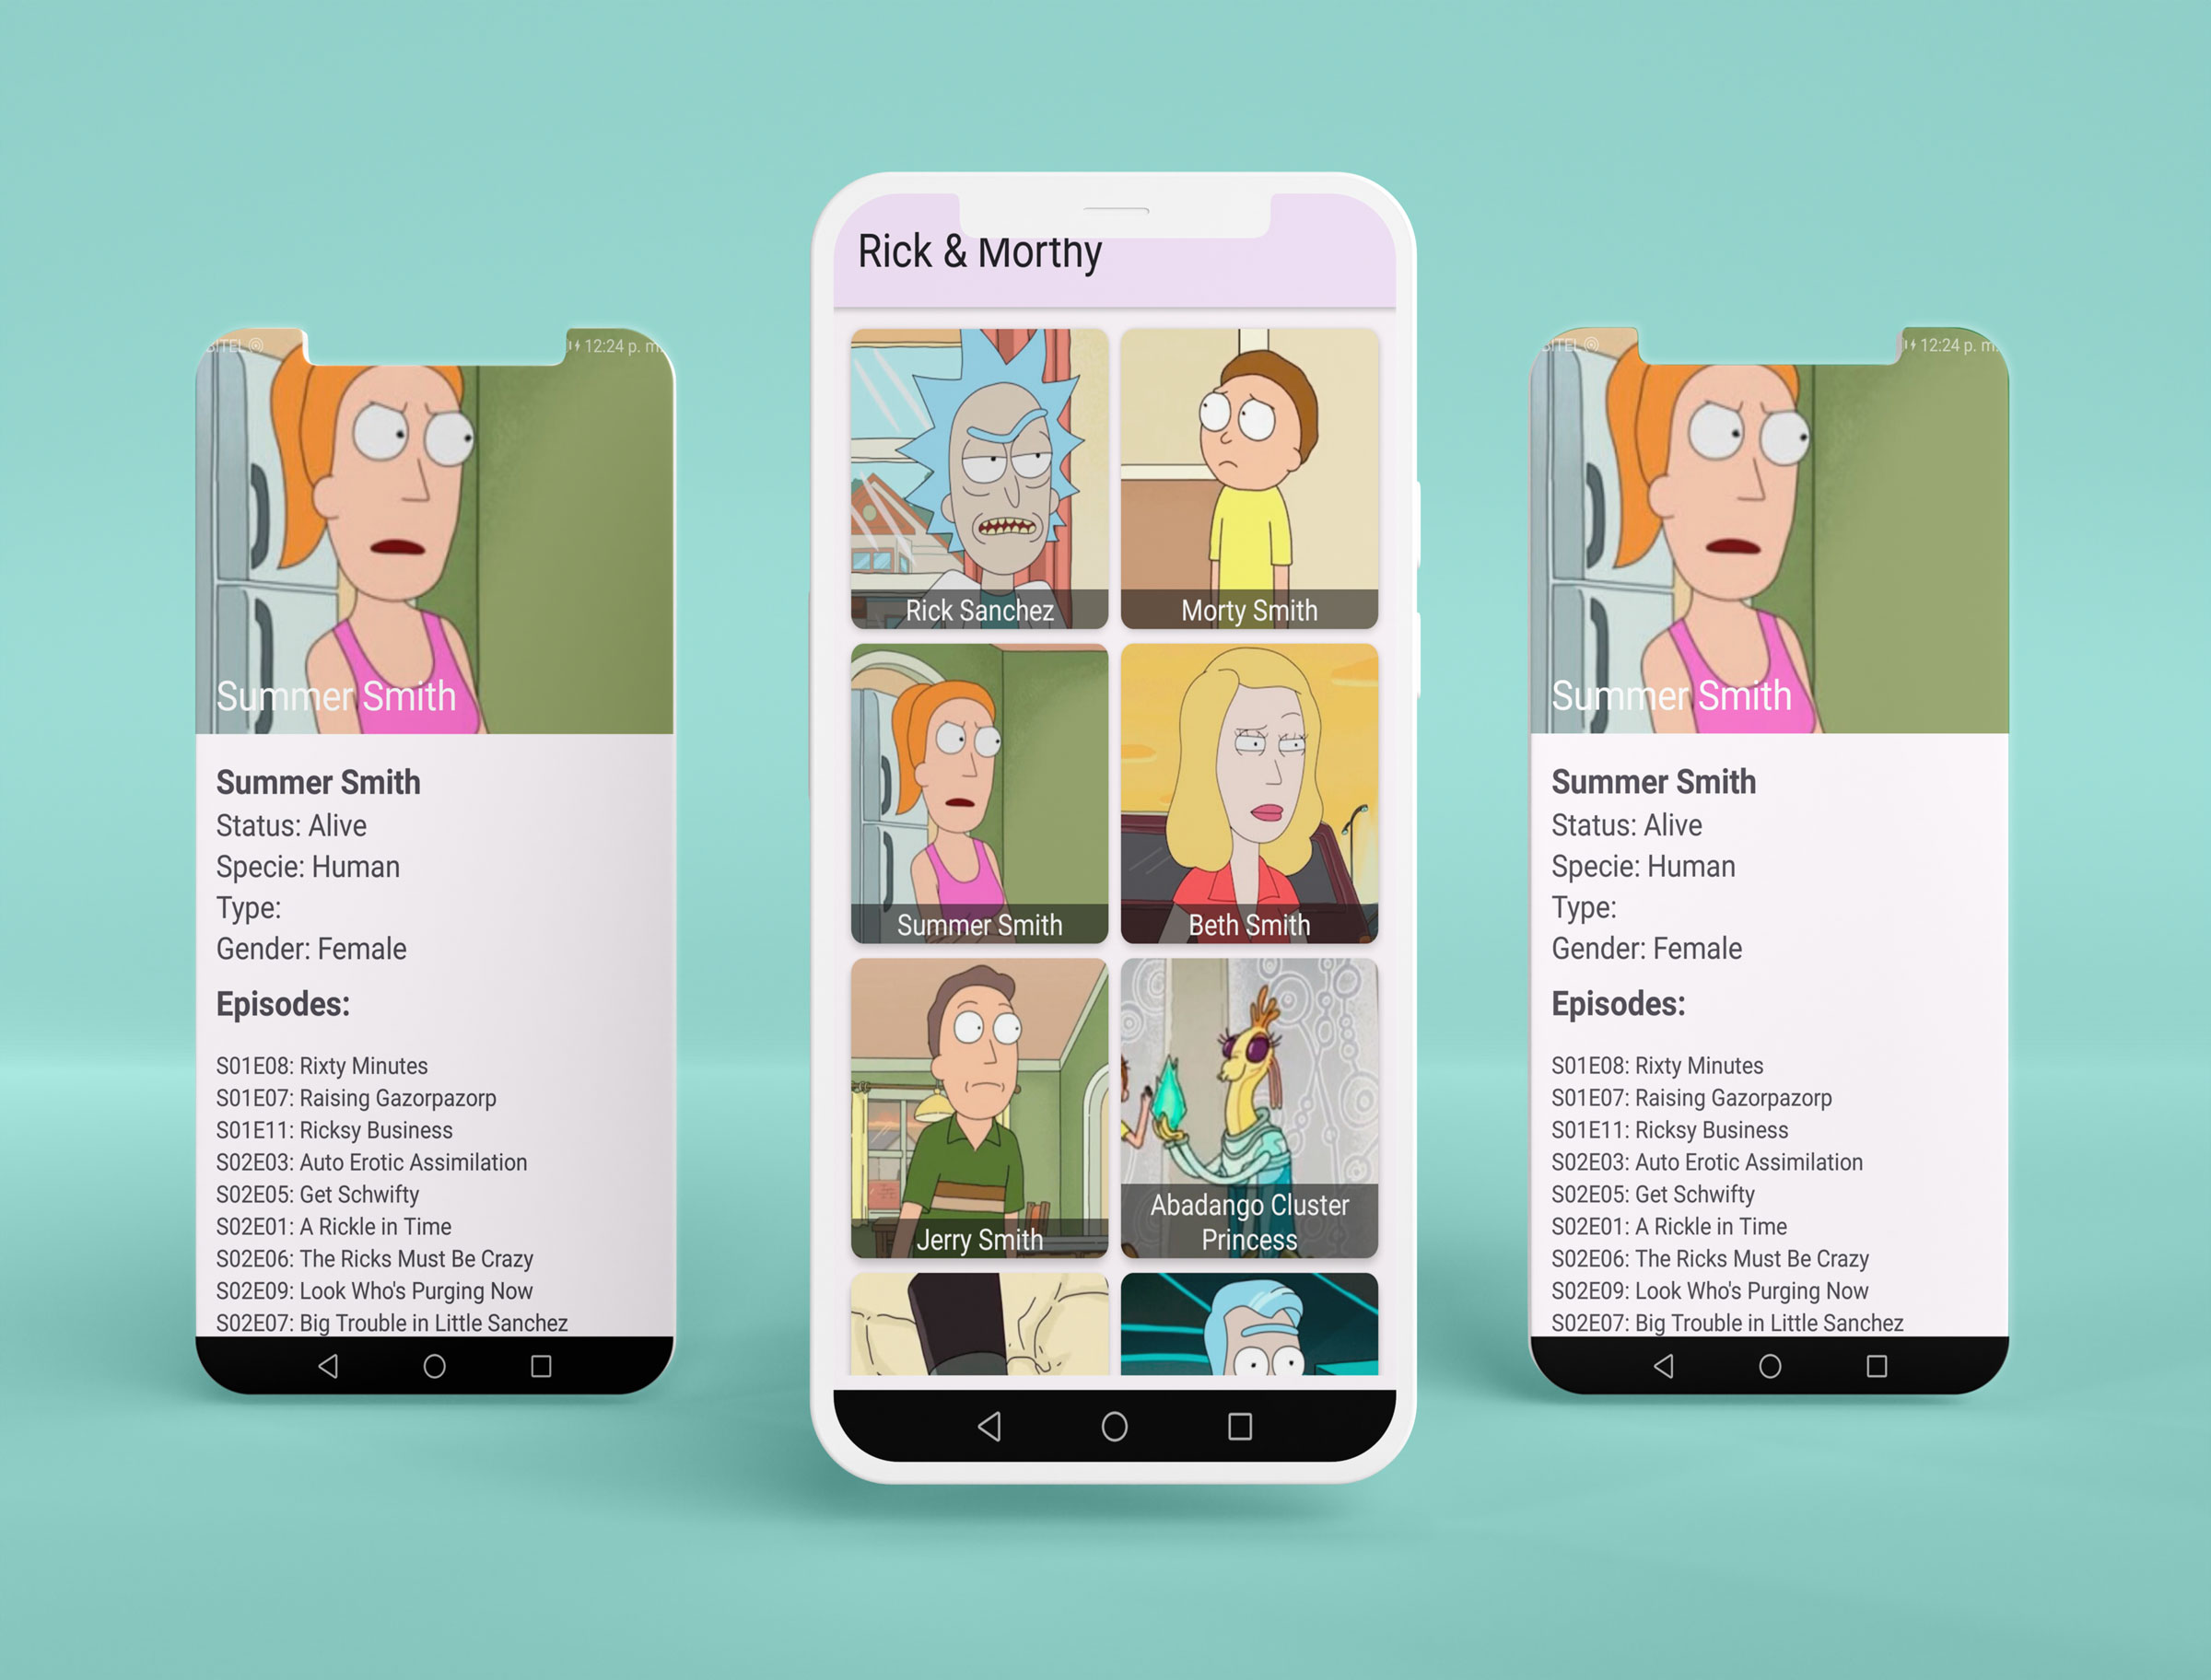 BITEL
12:24 p. m.
Summer Smith
Summer Smith
Status: Alive
Specie: Human
Type:
Gender: Female
Episodes:
S01E08: Rixty Minutes
S01E07: Raising Gazorpazorp
S01E11: Ricksy Business
S02E03: Auto Erotic Assimilation
S02E05: Get Schwifty
S02E01: A Rickle in Time
S02E06: The Ricks Must Be Crazy
S02E09: Look Who's Purging Now
S02E07: Big Trouble in Little Sanchez
Rick & Morthy
Rick Sanchez
Morty Smith
Summer Smith
Beth Smith
Jerry Smith
Abadango Cluster
Princess
BITEL
12:24 p. m.
Summer Smith
Summer Smith
Status: Alive
Specie: Human
Type:
Gender: Female
Episodes:
S01E08: Rixty Minutes
S01E07: Raising Gazorpazorp
S01E11: Ricksy Business
S02E03: Auto Erotic Assimilation
S02E05: Get Schwifty
S02E01: A Rickle in Time
S02E06: The Ricks Must Be Crazy
S02E09: Look Who's Purging Now
S02E07: Big Trouble in Little Sanchez